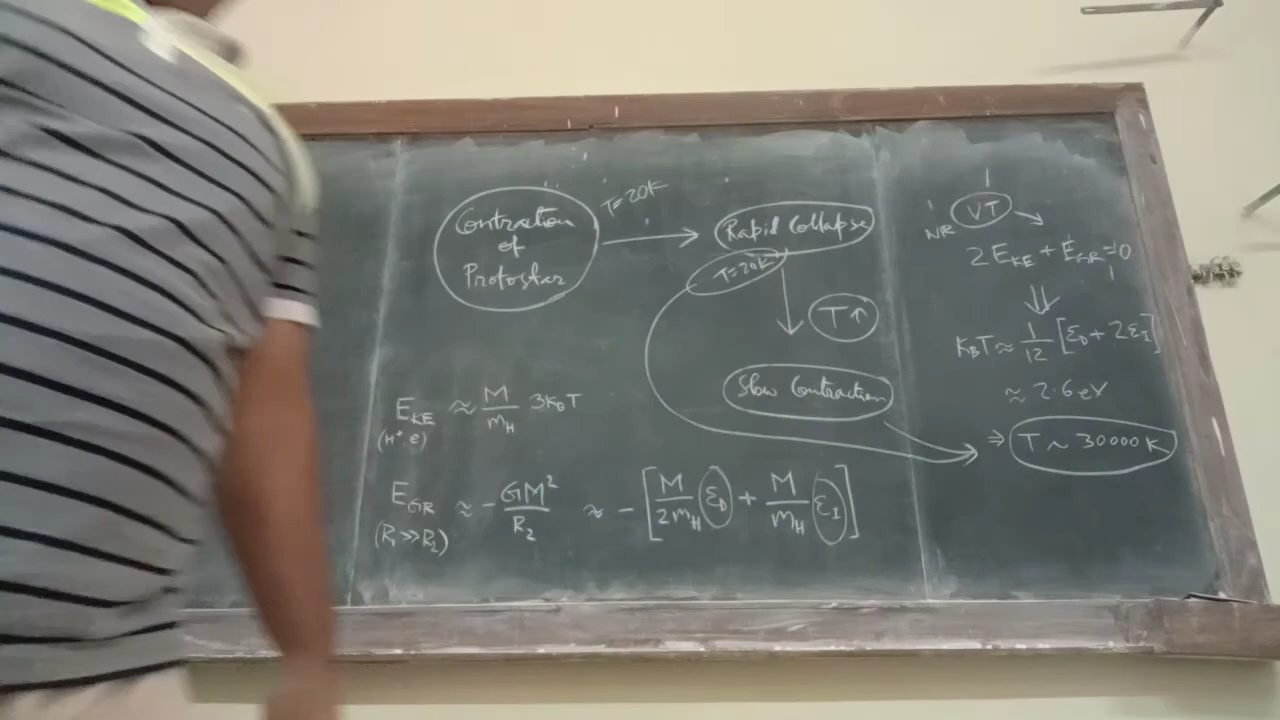 Contraction
of
Protostar
T=20K
Rapid Collapse
T=20K
T↑
Slow Contraction
E_KE ≈ M/m_H 3K_BT
(H⁺, e)
E_GR ≈ - GM²/R₂ ≈ - [M/2m_H ε_D + M/m_H ε_I]
(R₁ >> R₂)
NR
VT
2E_KE + E_GR = 0
⇓
K_BT ≈ 1/12 [ε_D + 2ε_I]
≈ 2.6 eV
⇒ T ~ 30000 K